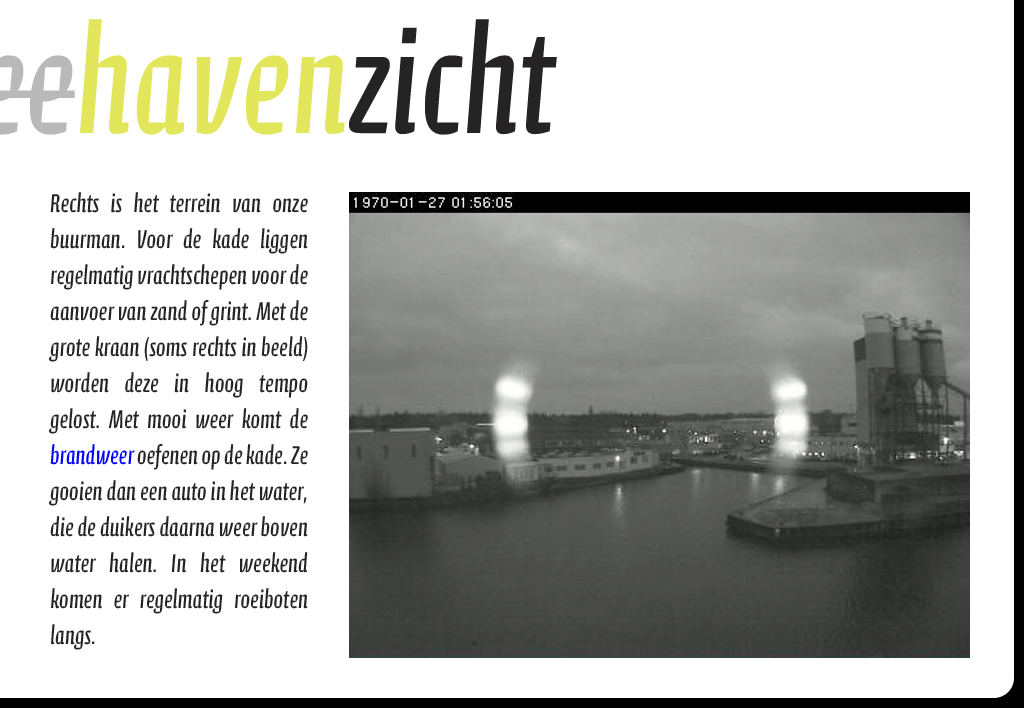 eehavenzicht
Rechts is het terrein van onze
buurman. Voor de kade liggen
regelmatig vrachtschepen voor de
aanvoer van zand of grint. Met de
grote kraan (soms rechts in beeld)
worden deze in hoog tempo
gelost. Met mooi weer komt de
brandweer oefenen op de kade. Ze
gooien dan een auto in het water,
die de duikers daarna weer boven
water halen. In het weekend
komen er regelmatig roeiboten
langs.
1970-01-27 01:56:05